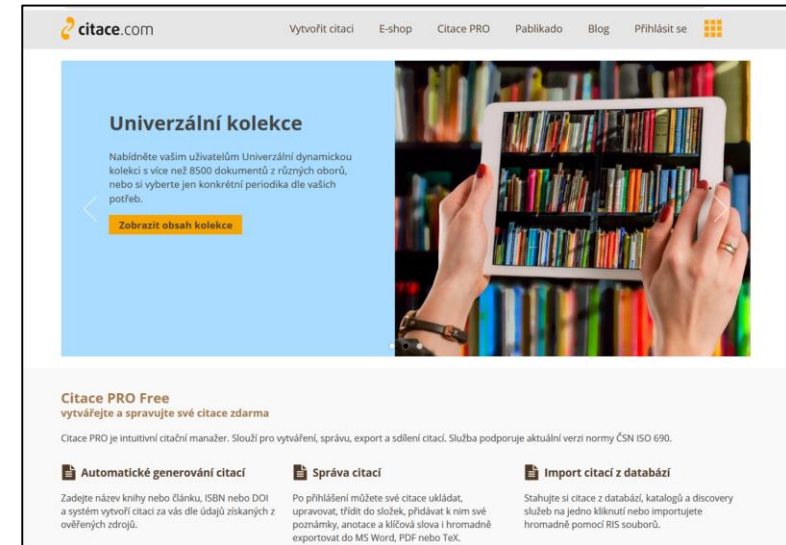 citace.com
Vytvořit citaci E-shop Citace PRO Pablikado Blog Přihlásit se
Univerzální kolekce
Nabídněte vašim uživatelům Univerzální dynamickou
kolekci s více než 8500 dokumentů z různých oborů,
nebo si vyberte jen konkrétní periodika dle vašich
potřeb.
Zobrazit obsah kolekce
Citace PRO Free
vytvářejte a spravujte své citace zdarma
Citace PRO je intuitivní citační manažer. Slouží pro vytváření, správu, export a sdílení citací. Služba podporuje aktuální verzi normy ČSN ISO 690.
Automatické generování citací
Zadejte název knihy nebo článku, ISBN nebo DOI
a systém vytvoří citaci za vás dle údajů získaných z
ověřených zdrojů.
Správa citací
Po přihlášení můžete své citace ukládat,
upravovat, třídit do složek, přidávat k nim své
poznámky, anotace a klíčová slova i hromadně
exportovat do MS Word, PDF nebo TeX.
Import citací z databází
Stahujte si citace z databází, katalogů a discovery
služeb na jedno kliknutí nebo importujete
hromadně pomocí RIS souborů.